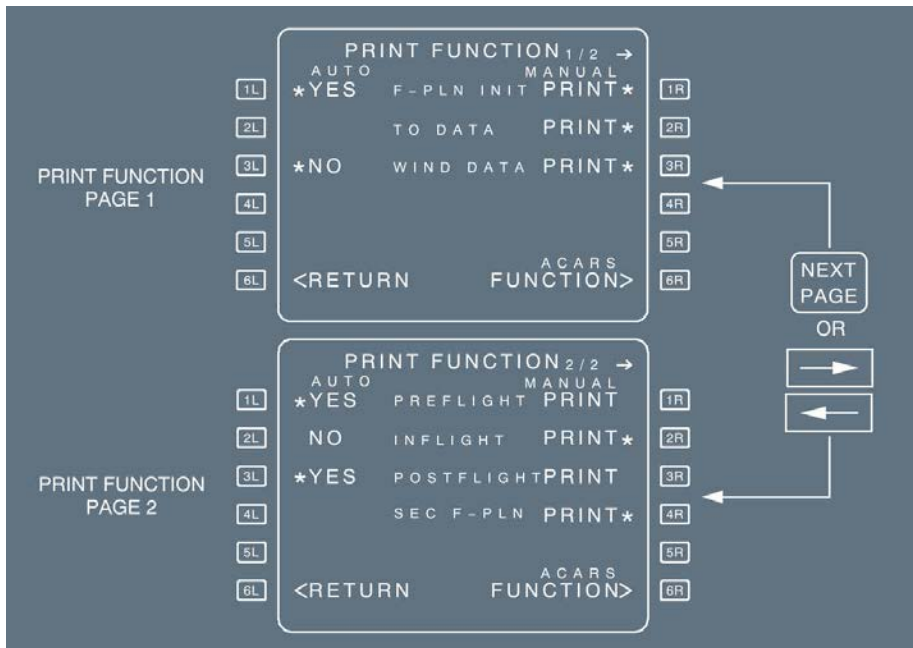 PRINT FUNCTION 1/2 →
AUTO MANUAL
1L *YES F-PLN INIT PRINT* 1R
2L TO DATA PRINT* 2R
3L *NO WIND DATA PRINT* 3R
PRINT FUNCTION
PAGE 1
4L 4R
5L 5R
ACARS
6L <RETURN FUNCTION> 6R
NEXT
PAGE
OR
PRINT FUNCTION 2/2 →
AUTO MANUAL
1L *YES PREFLIGHT PRINT 1R
2L NO INFLIGHT PRINT* 2R
3L *YES POSTFLIGHT PRINT 3R
PRINT FUNCTION
PAGE 2
4L SEC F-PLN PRINT* 4R
5L 5R
ACARS
6L <RETURN FUNCTION> 6R